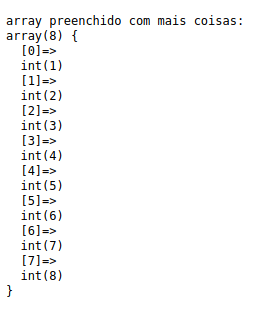 array preenchido com mais coisas:
array(8) {
  [0]=>
  int(1)
  [1]=>
  int(2)
  [2]=>
  int(3)
  [3]=>
  int(4)
  [4]=>
  int(5)
  [5]=>
  int(6)
  [6]=>
  int(7)
  [7]=>
  int(8)
}